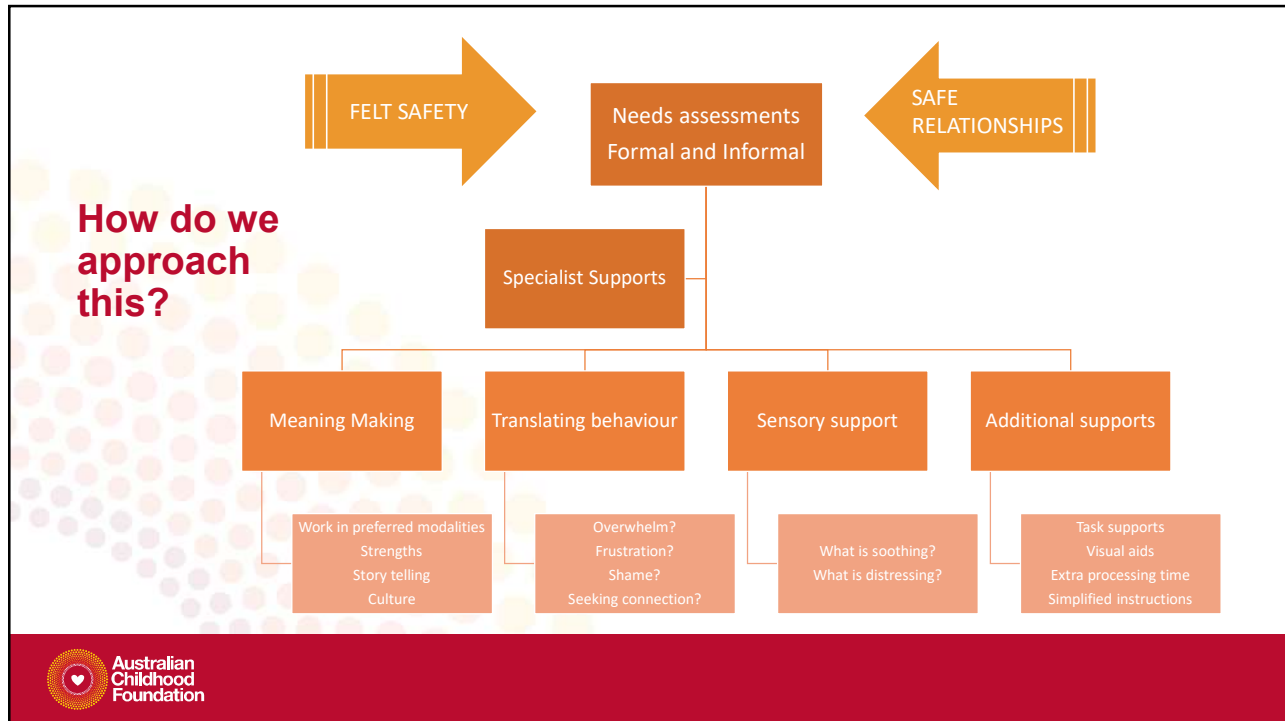 FELT SAFETY
Needs assessments
Formal and Informal
SAFE
RELATIONSHIPS
How do we
approach
this?
Specialist Supports
Meaning Making
Translating behaviour
Sensory support
Additional supports
Work in preferred modalities
Strengths
Story telling
Culture
Overwhelm?
Frustration?
Shame?
Seeking connection?
What is soothing?
What is distressing?
Task supports
Visual aids
Extra processing time
Simplified instructions
Australian
Childhood
Foundation